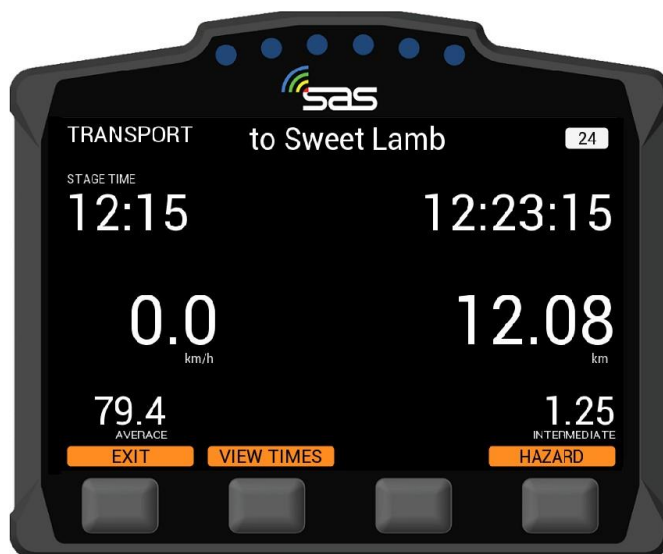 sas
TRANSPORT to Sweet Lamb 24
STAGE TIME
12:15 12:23:15
0.0 12.08
km/h km
79.4 1.25
AVERAGE INTERMEDIATE
EXIT VIEW TIMES HAZARD